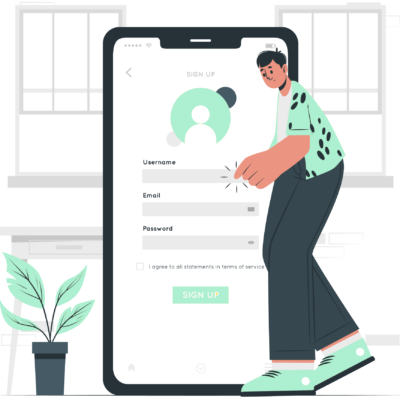 SIGN UP
Username
Email
Password
I agree to all statements in terms of service
SIGN UP